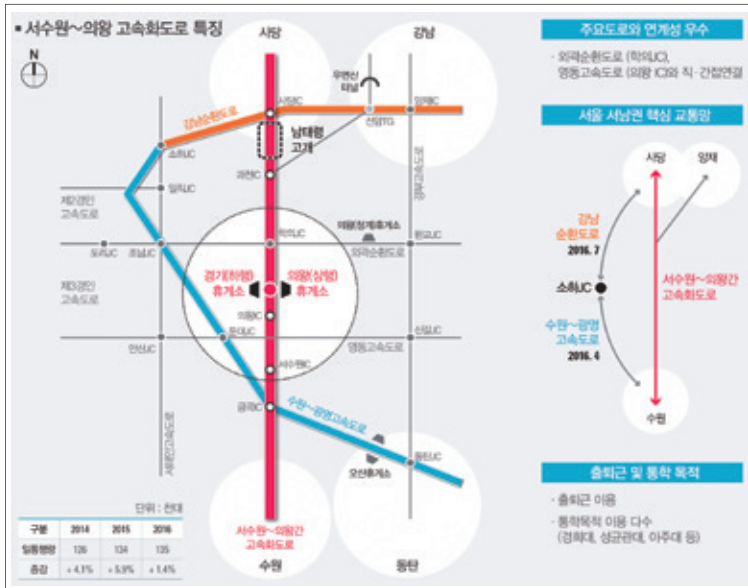 ▪ 서수원~의왕 고속화도로 특징
N
사당
강남
우면산
터널
사당IC
양재IC
선암TG
강남순환도로
남태령
고개
소하JC
과천IC
일직JC
경부고속도로
제2경인
고속도로
의왕(청계)휴게소
학의JC
판교JC
외곽순환도로
도리JC
조남JC
경기(하행)
휴게소
의왕(상행)
휴게소
제3경인
고속도로
의왕IC
둔대JC
안산JC
신갈JC
영동고속도로
서수원IC
금곡IC
수원~광명고속도로
서해안고속도로
동탄JC
오산휴게소
서수원~의왕간
고속화도로
수원
동탄
단위 : 천대
구분 2014 2015 2016
일통행량 126 134 135
증감 + 4.1% + 5.9% + 1.4%
주요도로와 연계성 우수
· 외곽순환도로 (학의JC),
영동고속도로 (의왕 IC)와 직·간접연결
서울 서남권 핵심 교통망
사당
양재
강남
순환도로
2016. 7
소하JC
서수원~의왕간
고속화도로
수원~광명
고속도로
2016. 4
수원
출퇴근 및 통학 목적
· 출퇴근 이용
· 통학목적 이용 다수
(경희대, 성균관대, 아주대 등)